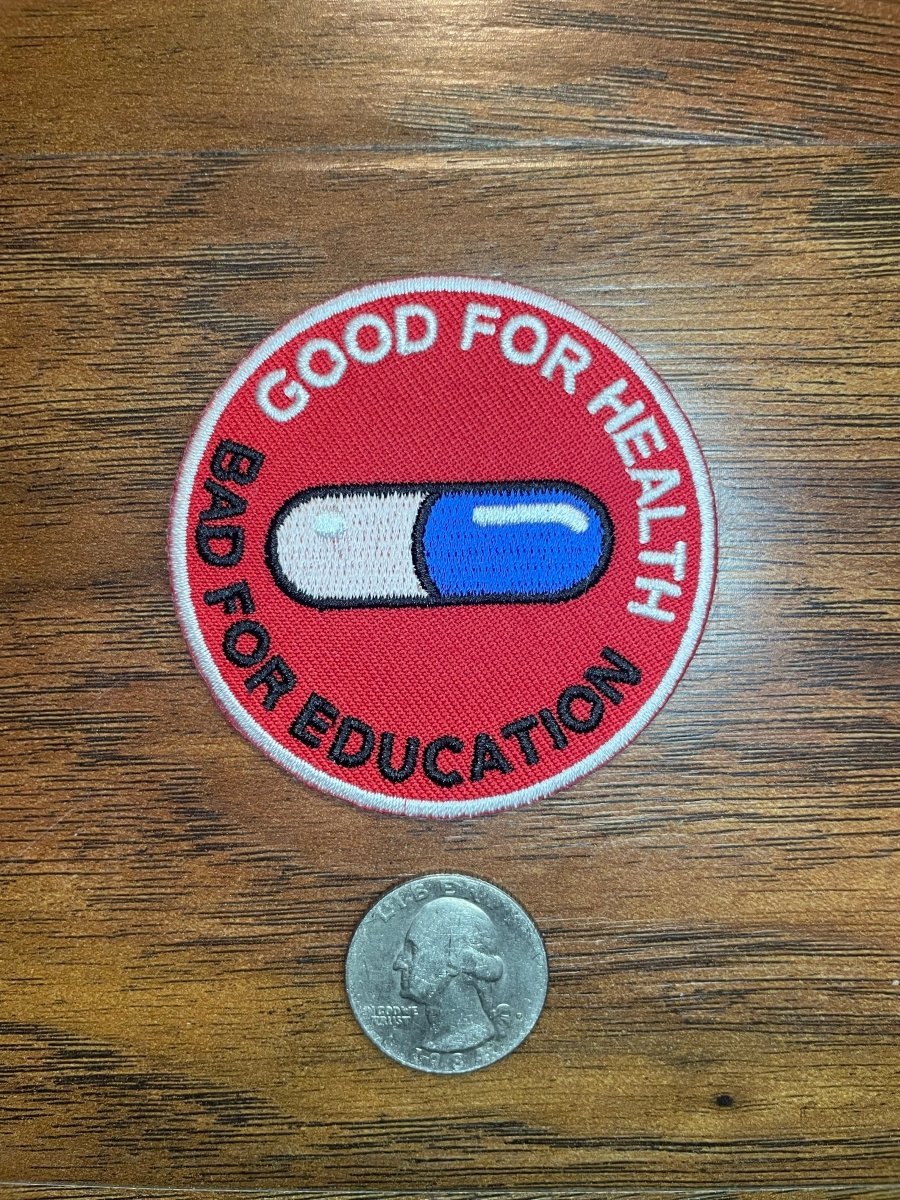 GOOD FOR HEALTH
BAD FOR EDUCATION
LIBERTY
IN GOD WE
TRUST